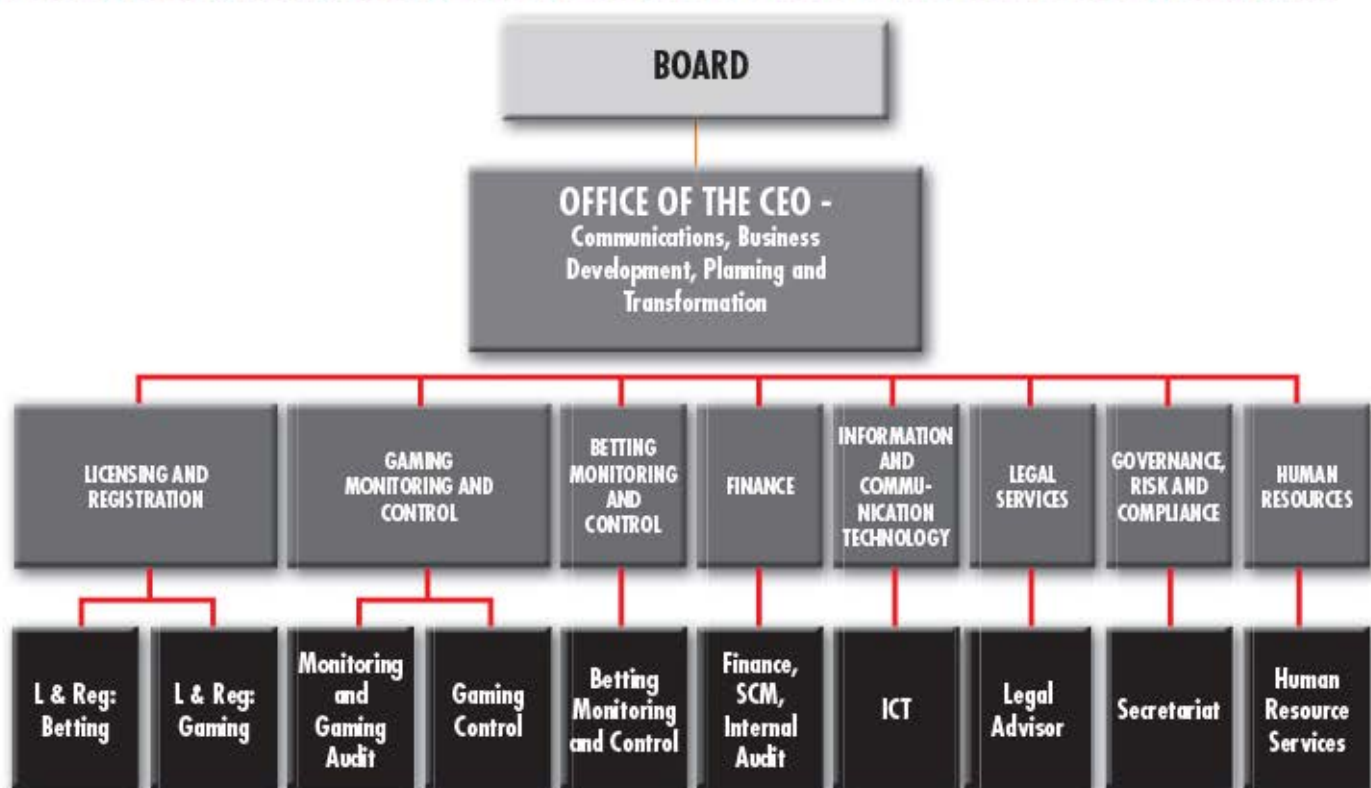 BOARD
OFFICE OF THE CEO -
Communications, Business
Development, Planning and
Transformation
LICENSING AND
REGISTRATION
GAMING
MONITORING AND
CONTROL
BETTING
MONITORING
AND
CONTROL
FINANCE
INFORMATION
AND
COMMU-
NICATION
TECHNOLOGY
LEGAL
SERVICES
GOVERNANCE,
RISK AND
COMPLIANCE
HUMAN
RESOURCES
L & Reg:
Betting
L & Reg:
Gaming
Monitoring
and
Gaming
Audit
Gaming
Control
Betting
Monitoring
and Control
Finance,
SCM,
Internal
Audit
ICT
Legal
Advisor
Secretariat
Human
Resource
Services